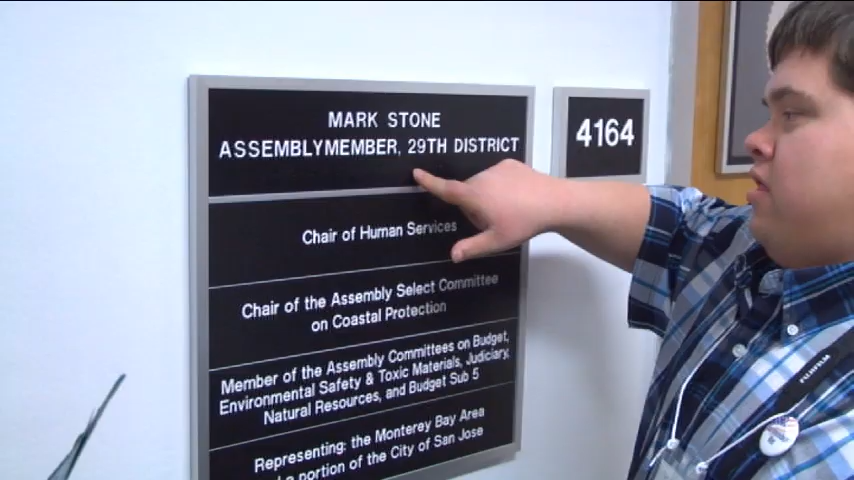 MARK STONE
ASSEMBLYMEMBER, 29TH DISTRICT
4164
Chair of Human Services
Chair of the Assembly Select Committee
on Coastal Protection
Member of the Assembly Committees on Budget,
Environmental Safety & Toxic Materials, Judiciary,
Natural Resources, and Budget Sub 5
Representing: the Monterey Bay Area
a portion of the City of San Jose
FUJIFILM